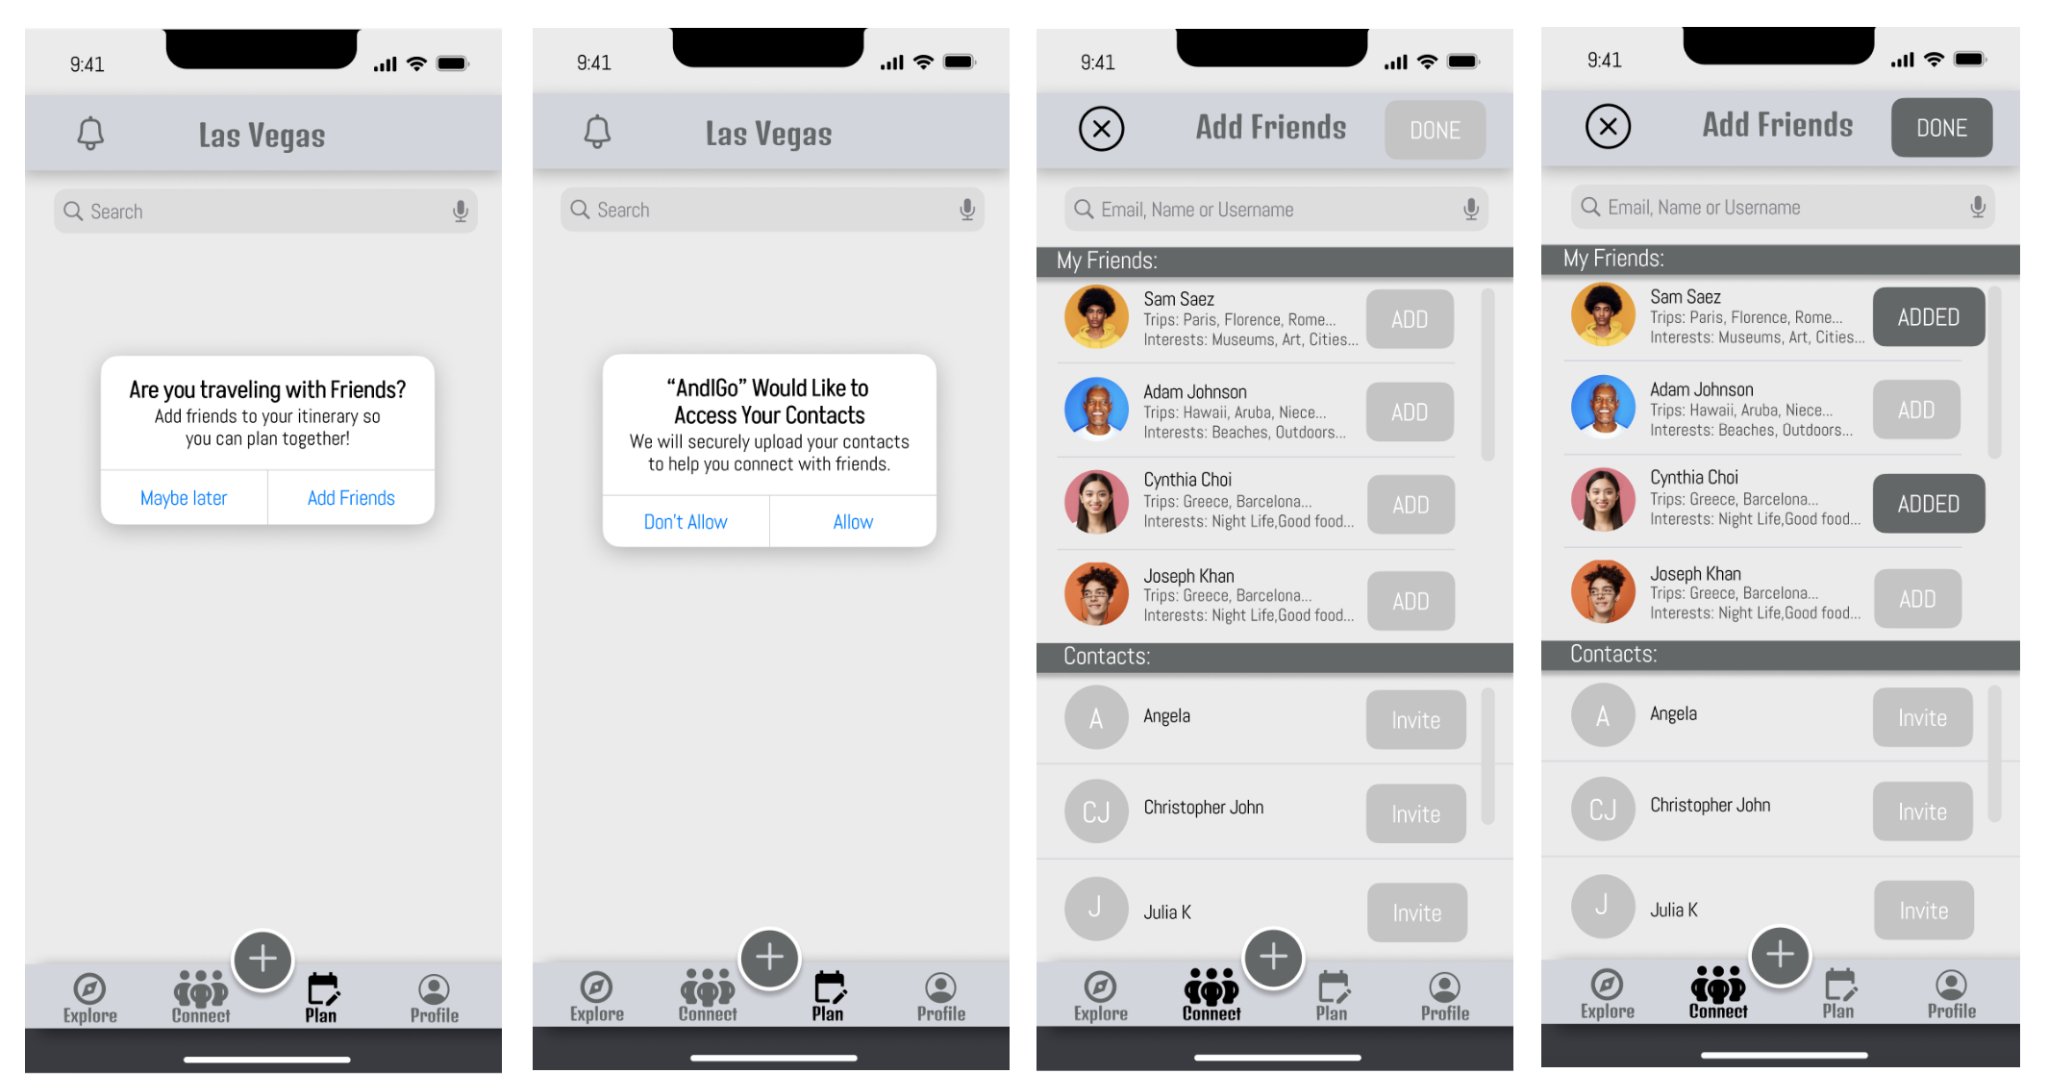 9:41
Las Vegas
Search
Are you traveling with Friends?
Add friends to your itinerary so
you can plan together!
Maybe later
Add Friends
Explore
Connect
Plan
Profile
9:41
Las Vegas
Search
“AndIGo” Would Like to
Access Your Contacts
We will securely upload your contacts
to help you connect with friends.
Don't Allow
Allow
Explore
Connect
Plan
Profile
9:41
Add Friends
DONE
Email, Name or Username
My Friends:
Sam Saez
Trips: Paris, Florence, Rome...
Interests: Museums, Art, Cities...
ADD
Adam Johnson
Trips: Hawaii, Aruba, Niece...
Interests: Beaches, Outdoors...
ADD
Cynthia Choi
Trips: Greece, Barcelona...
Interests: Night Life,Good food...
ADD
Joseph Khan
Trips: Greece, Barcelona...
Interests: Night Life,Good food...
ADD
Contacts:
A
Angela
Invite
CJ
Christopher John
Invite
J
Julia K
Invite
Explore
Connect
Plan
Profile
9:41
Add Friends
DONE
Email, Name or Username
My Friends:
Sam Saez
Trips: Paris, Florence, Rome...
Interests: Museums, Art, Cities...
ADDED
Adam Johnson
Trips: Hawaii, Aruba, Niece...
Interests: Beaches, Outdoors...
ADD
Cynthia Choi
Trips: Greece, Barcelona...
Interests: Night Life,Good food...
ADDED
Joseph Khan
Trips: Greece, Barcelona...
Interests: Night Life,Good food...
ADD
Contacts:
A
Angela
Invite
CJ
Christopher John
Invite
J
Julia K
Invite
Explore
Connect
Plan
Profile